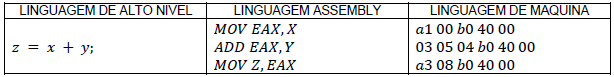 LINGUAGEM DE ALTO NIVEL LINGUAGEM ASSEMBLY LINGUAGEM DE MAQUINA
MOV EAX, X a1 00 b0 40 00
z = x + y; ADD EAX, Y 03 05 04 b0 40 00
MOV Z, EAX a3 08 b0 40 00